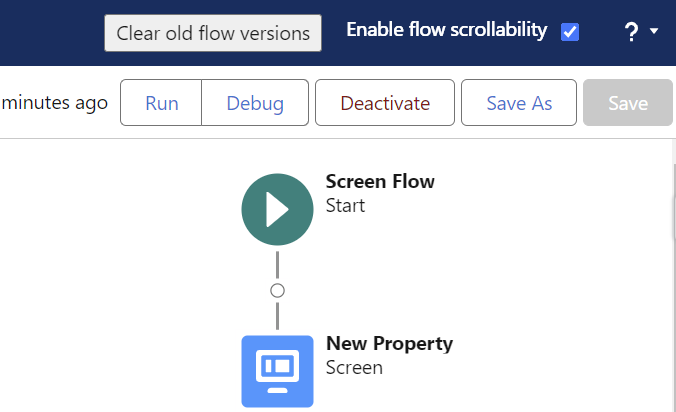 Clear old flow versions Enable flow scrollability ?
minutes ago Run Debug Deactivate Save As Save
Screen Flow
Start
New Property
Screen